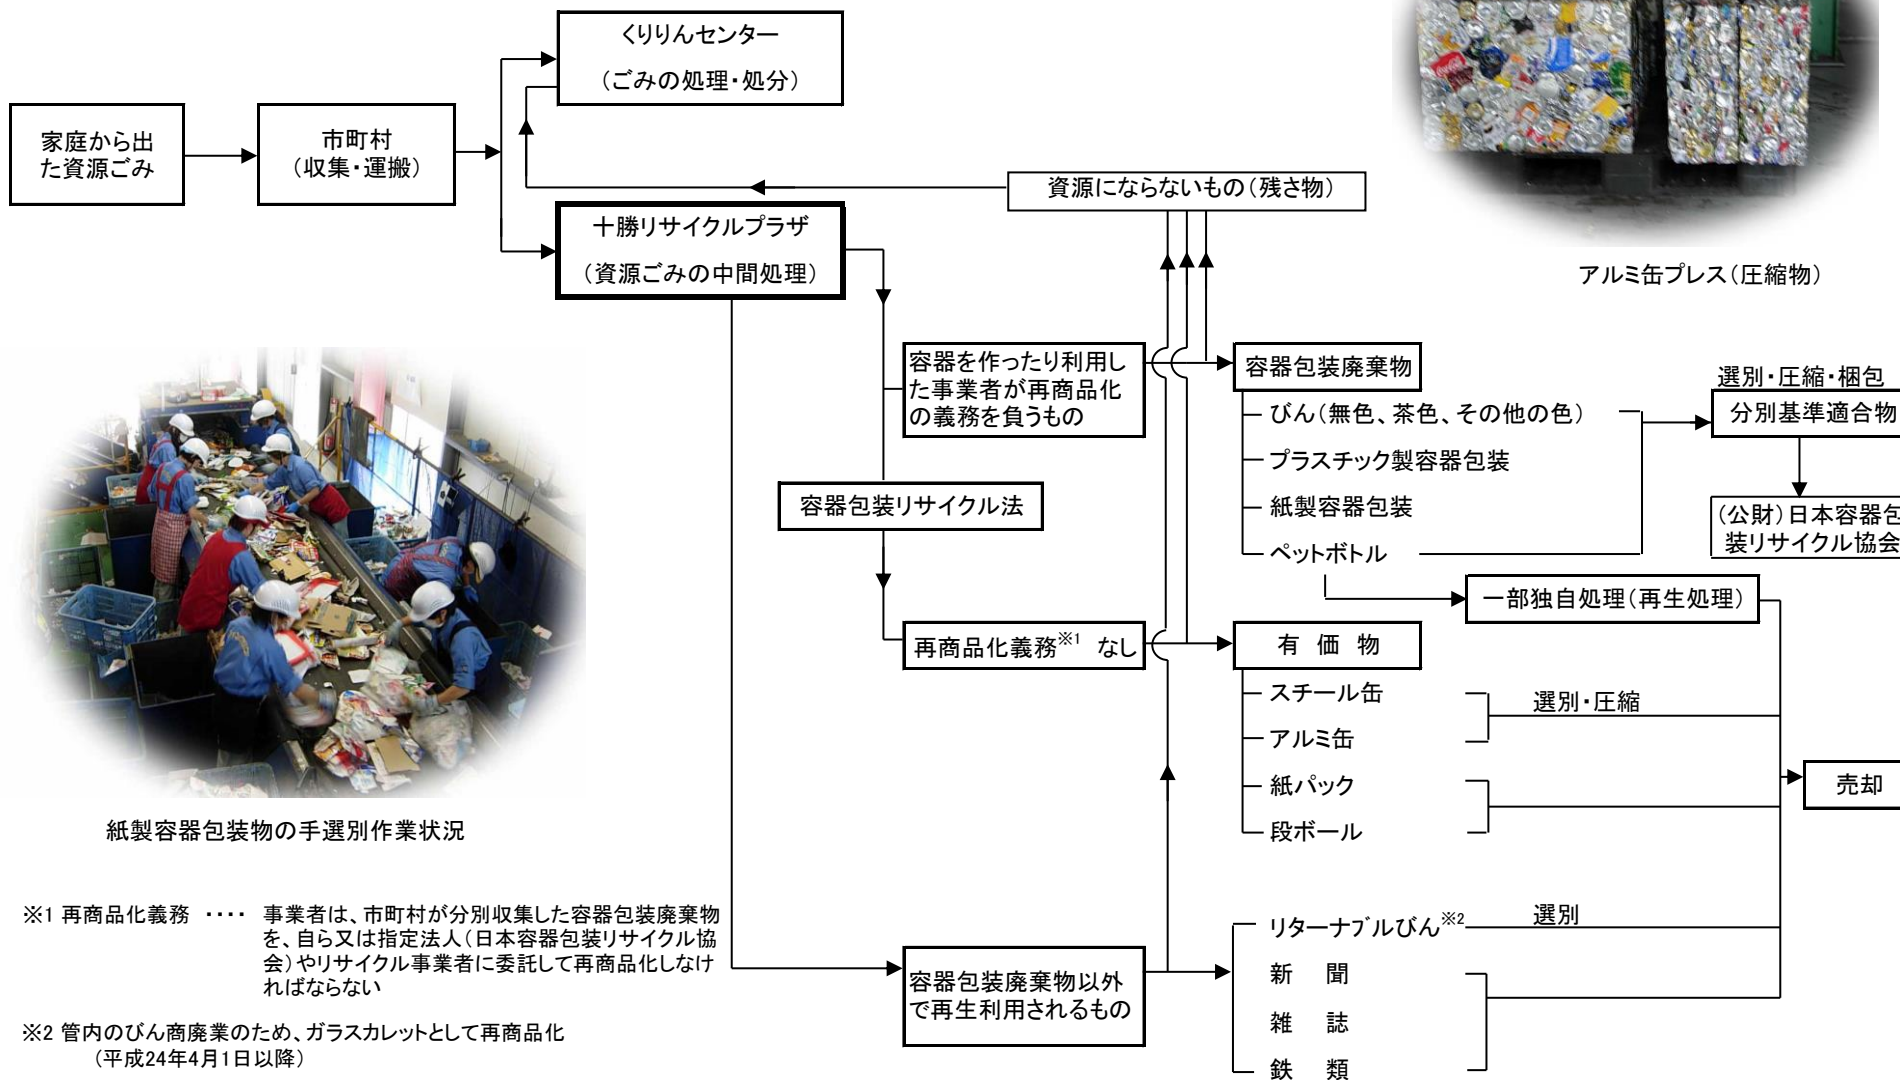 くりりんセンター
（ごみの処理・処分）
家庭から出
た資源ごみ
市町村
（収集・運搬）
資源にならないもの（残さ物）
十勝リサイクルプラザ
（資源ごみの中間処理）
アルミ缶プレス（圧縮物）
容器を作ったり利用し
た事業者が再商品化
の義務を負うもの
容器包装廃棄物
びん（無色、茶色、その他の色）
プラスチック製容器包装
紙製容器包装
ペットボトル
選別・圧縮・梱包
分別基準適合物
（公財）日本容器包
装リサイクル協会
容器包装リサイクル法
一部独自処理（再生処理）
再商品化義務※1 なし
有 価 物
スチール缶
アルミ缶
選別・圧縮
紙パック
段ボール
売却
紙製容器包装物の手選別作業状況
※1 再商品化義務 ‥‥ 事業者は、市町村が分別収集した容器包装廃棄物
を、自ら又は指定法人（日本容器包装リサイクル協
会）やリサイクル事業者に委託して再商品化しなけ
ればならない
※2 管内のびん商廃業のため、ガラスカレットとして再商品化
（平成24年4月1日以降）
容器包装廃棄物以外
で再生利用されるもの
リターナブルびん※2
選別
新 聞
雑 誌
鉄 類